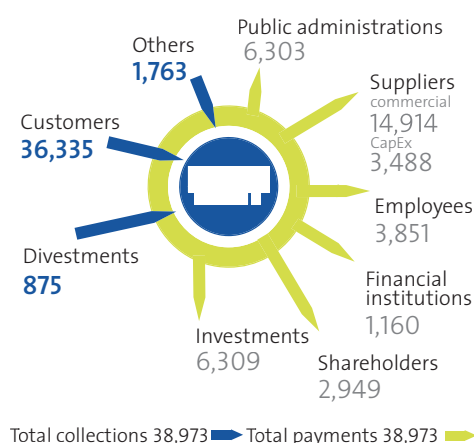 Public administrations
6,303
Others
1,763
Suppliers
commercial
14,914
CapEx
3,488
Customers
36,335
Employees
3,851
Divestments
875
Financial
institutions
1,160
Investments
6,309
Shareholders
2,949
Total collections 38,973 Total payments 38,973